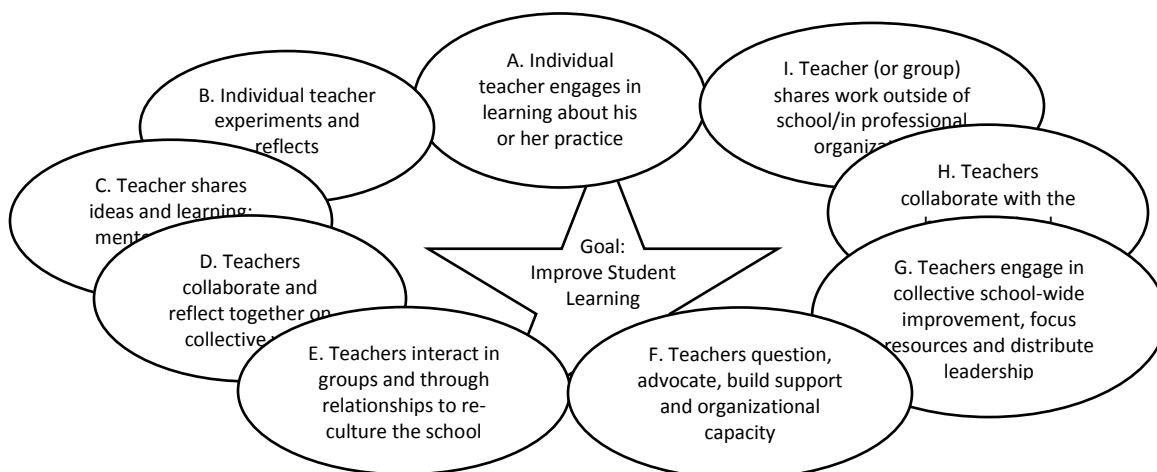 A. Individual
teacher engages in
learning about his
or her practice
B. Individual teacher
experiments and
reflects
C. Teacher shares
ideas and learning;
D. Teachers
collaborate and
reflect together on
collective
E. Teachers interact in
groups and through
relationships to re-
culture the school
F. Teachers question,
advocate, build support
and organizational
capacity
G. Teachers engage in
collective school-wide
improvement, focus
resources and distribute
leadership
H. Teachers
collaborate with the
I. Teacher (or group)
shares work outside of
school/in professional
Goal:
Improve Student
Learning